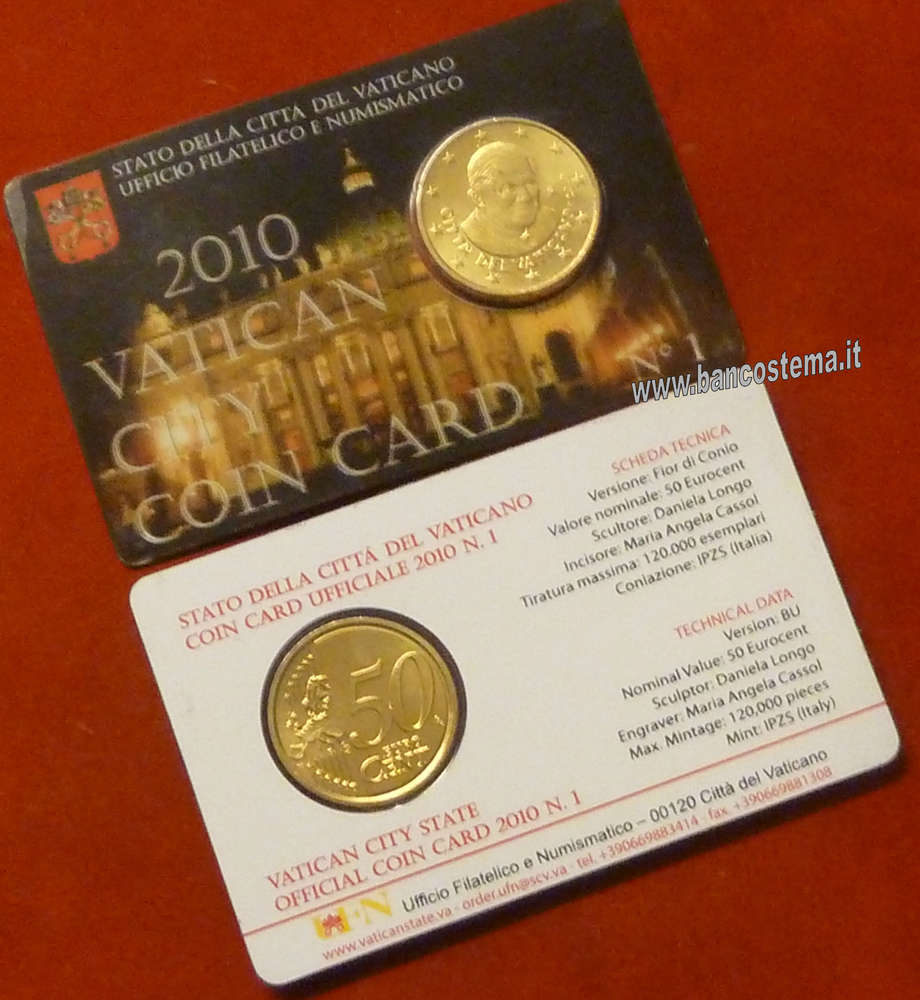 STATO DELLA CITTÀ DEL VATICANO
UFFICIO FILATELICO E NUMISMATICO
2010
VATICAN
CITY
COIN CARD
N° 1
CITTA' DEL VATICANO
www.bancostema.it
STATO DELLA CITTÀ DEL VATICANO
COIN CARD UFFICIALE 2010 N. 1
SCHEDA TECNICA
Versione: Fior di Conio
Valore nominale: 50 Eurocent
Scultore: Daniela Longo
Incisore: Maria Angela Cassol
Tiratura massima: 120.000 esemplari
Coniazione: IPZS (Italia)
TECHNICAL DATA
Version: BU
Nominal Value: 50 Eurocent
Sculptor: Daniela Longo
Engraver: Maria Angela Cassol
Max. Mintage: 120,000 pieces
Mint: IPZS (Italy)
50
EURO
CENT
VATICAN CITY STATE
OFFICIAL COIN CARD 2010 N. 1
Ufficio Filatelico e Numismatico – 00120 Città del Vaticano
www.vaticanstate.va - order.ufn@scv.va - tel. +390669883414 - fax +390669881308